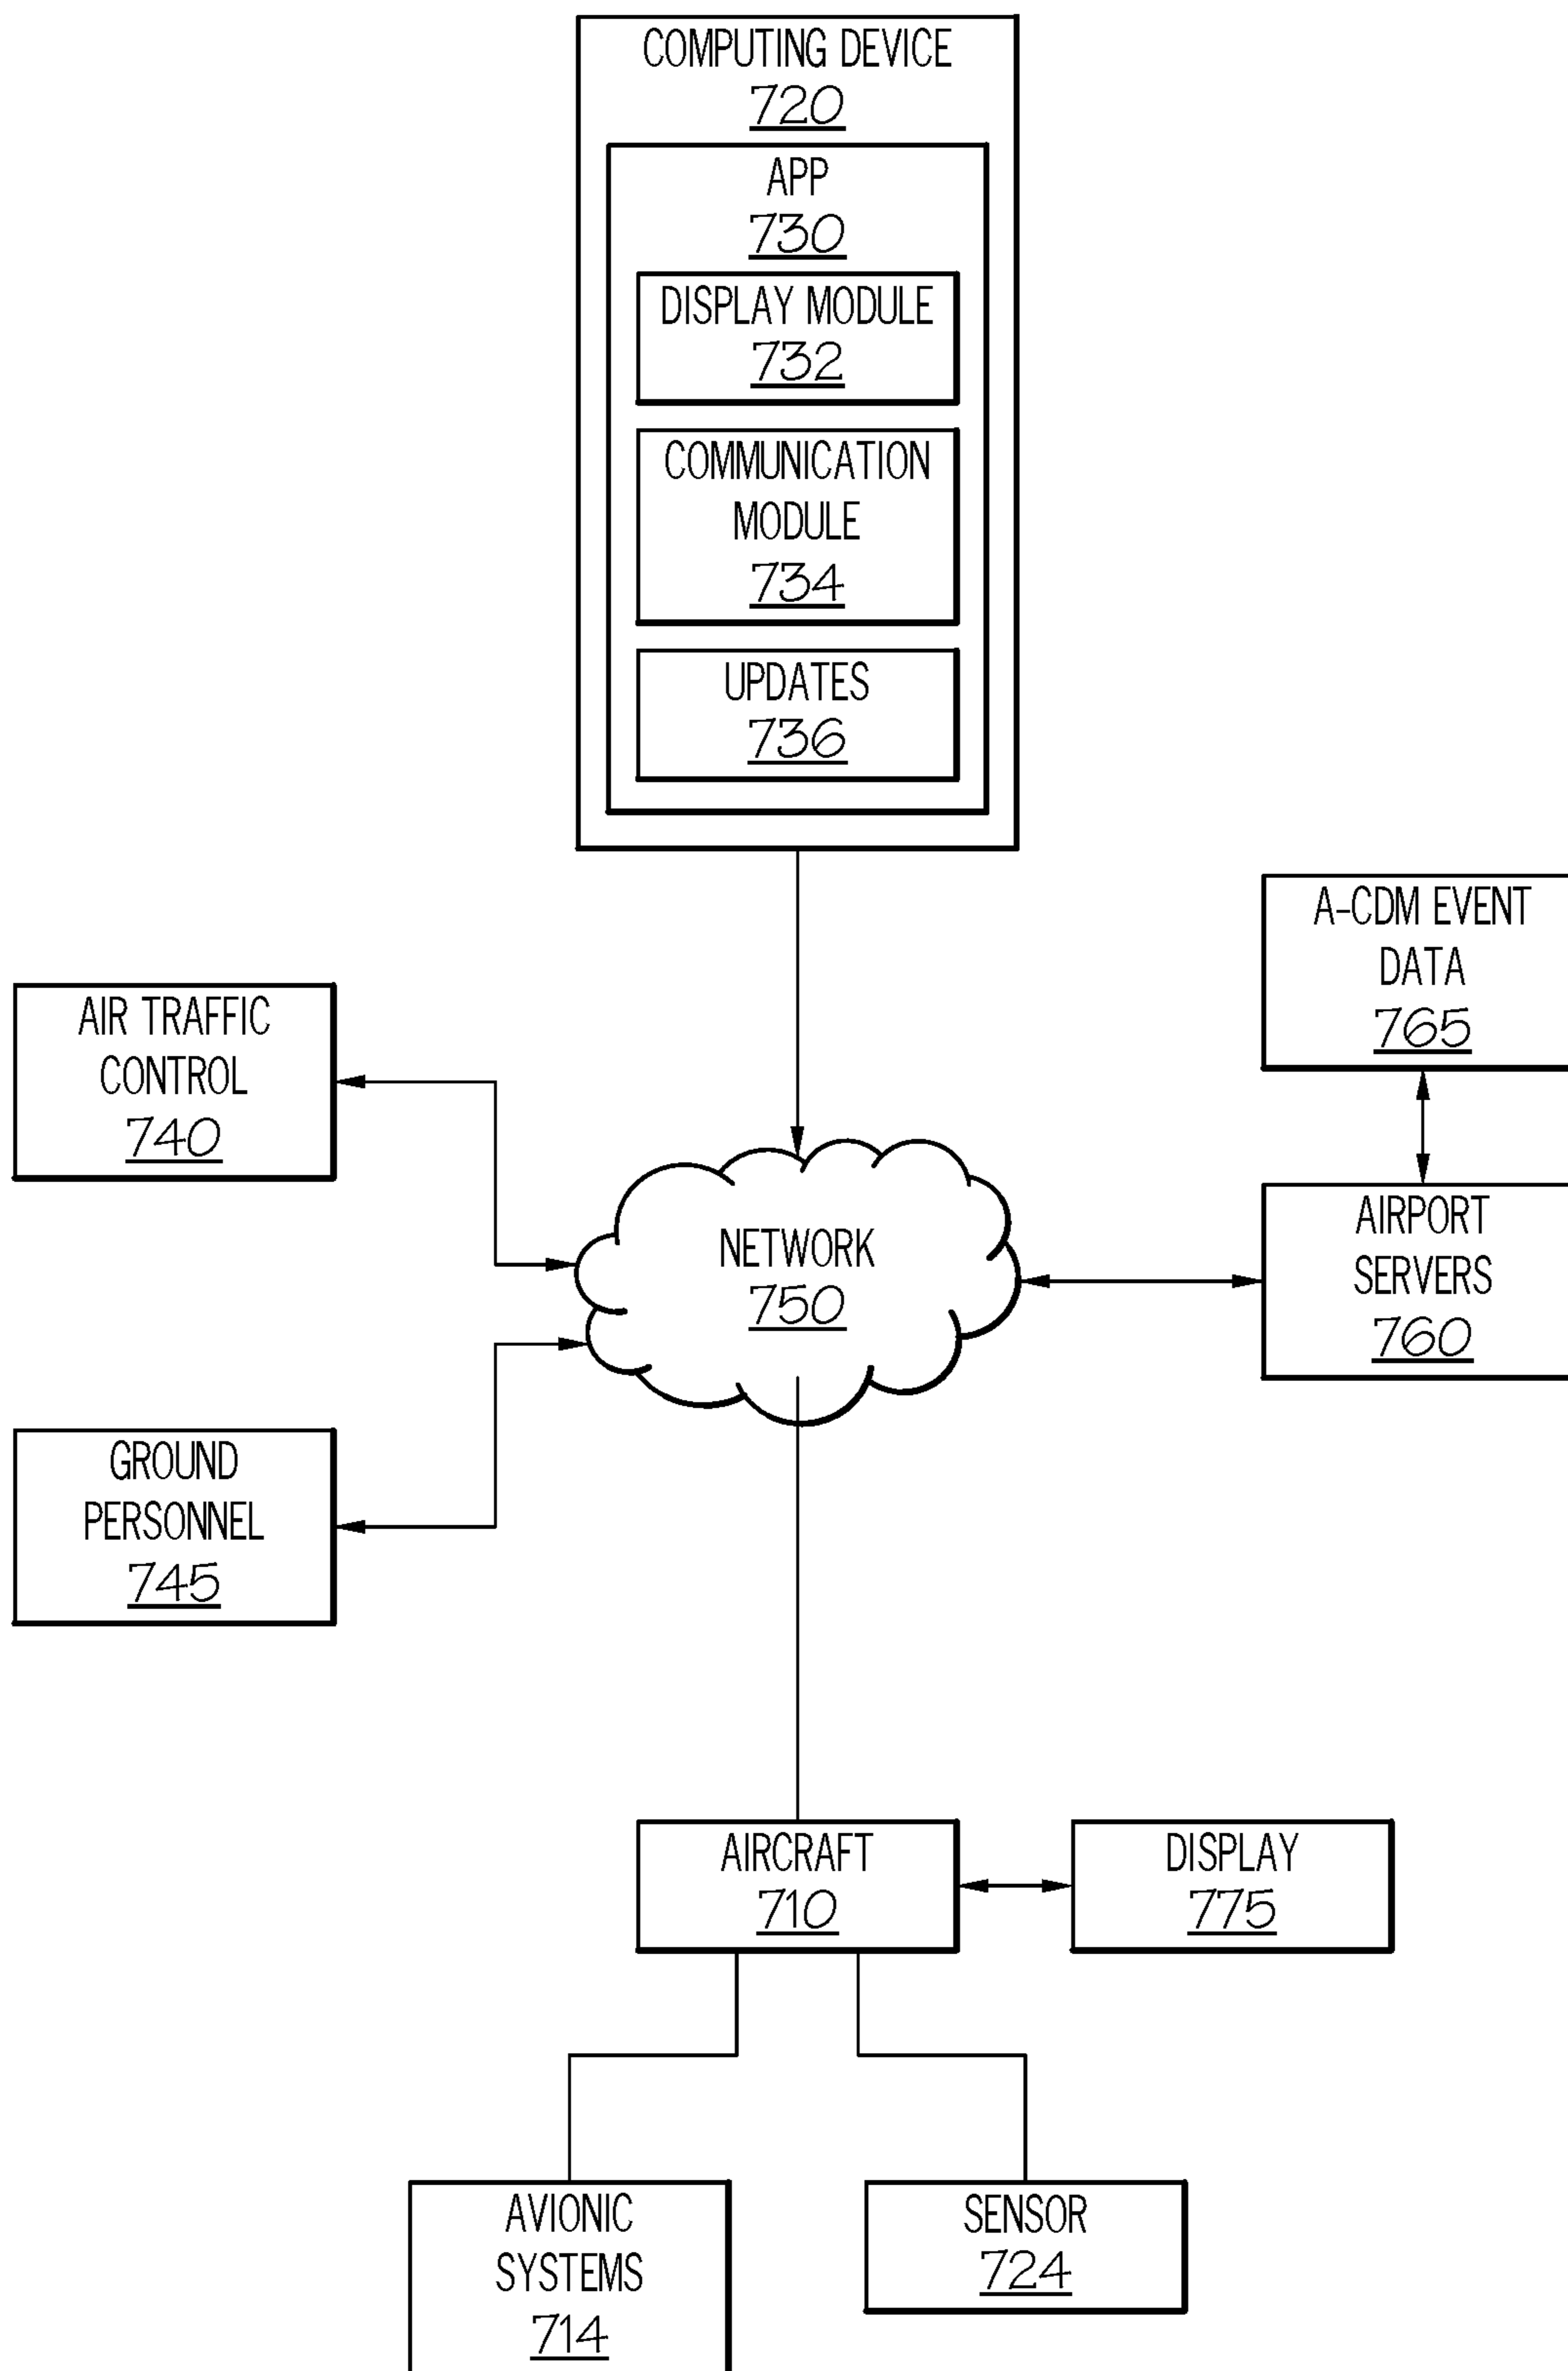 COMPUTING DEVICE
720
APP
730
DISPLAY MODULE
732
COMMUNICATION
MODULE
734
UPDATES
736
A-CDM EVENT
DATA
765
AIR TRAFFIC
CONTROL
740
AIRPORT
SERVERS
760
NETWORK
750
GROUND
PERSONNEL
745
AIRCRAFT
710
DISPLAY
775
AVIONIC
SYSTEMS
714
SENSOR
724